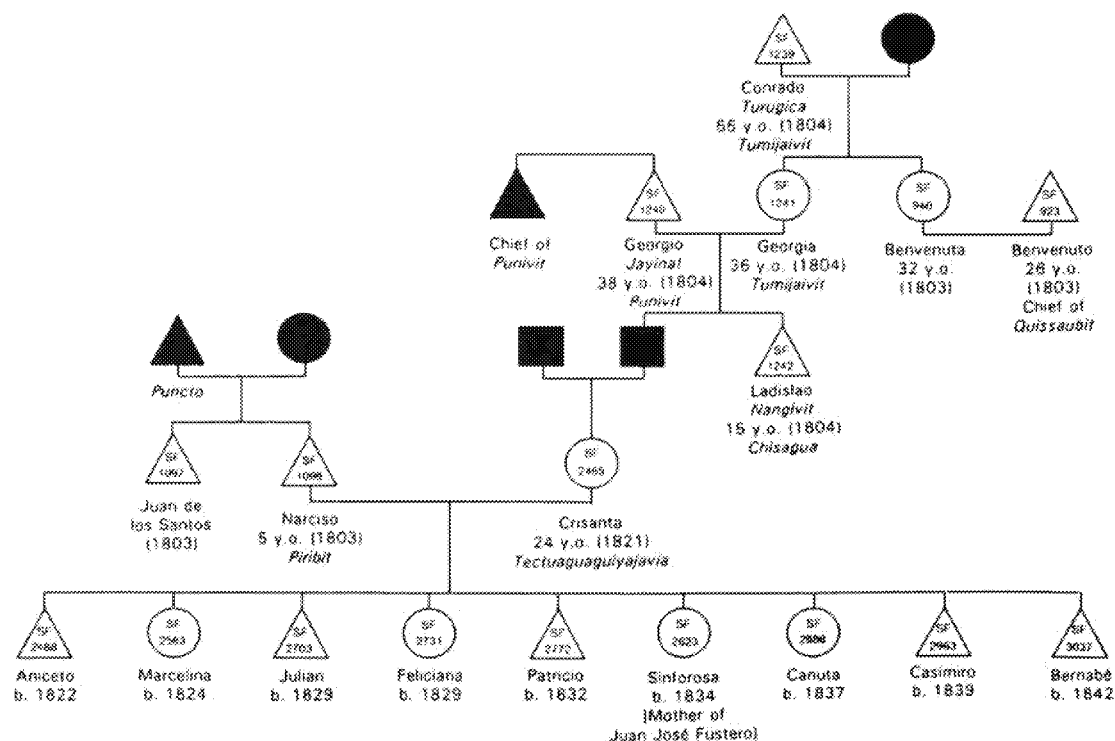 SF
1239
Conrado
Turugica
66 y.o. (1804)
Tumijaivit
Chief of
Punivit
SF
1240
Georgio
Jayinal
38 y.o. (1804)
Punivit
SF
1241
Georgia
36 y.o. (1804)
Tumijaivit
SF
940
Benvenuta
32 y.o.
(1803)
SF
923
Benvenuto
26 y.o.
(1803)
Chief of
Quissaubit
Puncto
SF
1242
Ladislao
Nangivit
15 y.o. (1804)
Chisagua
SF
1097
Juan de
los Santos
(1803)
SF
Narciso
5 y.o. (1803)
Piribit
SF
Crisanta
24 y.o. (1821)
Tectuaguaguiyajavia
SF
Aniceto
b. 1822
SF
2563
Marcelina
b. 1824
SF
2703
Julian
b. 1829
SF
2731
Feliciana
b. 1829
SF
2772
Patricio
b. 1832
SF
2823
Sinforosa
b. 1834
(Mother of
Juan José Fustero)
SF
Canuta
b. 1837
SF
2963
Casimiro
b. 1839
SF
3037
Bernabé
b. 1842